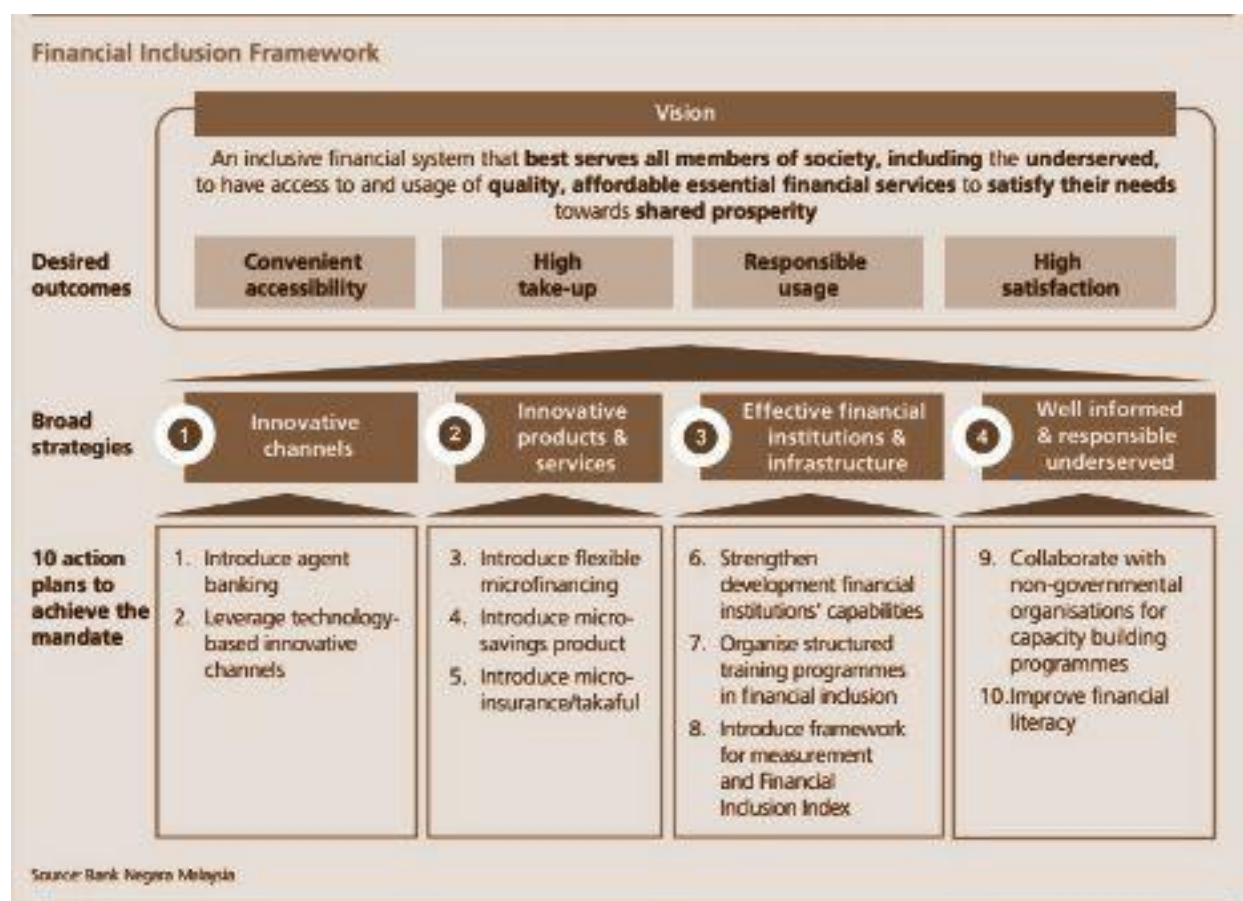 Financial Inclusion Framework
Vision
An inclusive financial system that best serves all members of society, including the underserved,
to have access to and usage of quality, affordable essential financial services to satisfy their needs
towards shared prosperity
Desired
outcomes
Convenient
accessibility
High
take-up
Responsible
usage
High
satisfaction
Broad
strategies
1
Innovative
channels
2
Innovative
products &
services
3
Effective financial
institutions &
infrastructure
4
Well informed
& responsible
underserved
10 action
plans to
achieve the
mandate
1. Introduce agent
banking
2. Leverage technology-
based innovative
channels
3. Introduce flexible
microfinancing
4. Introduce micro-
savings product
5. Introduce micro-
insurance/takaful
6. Strengthen
development financial
institutions' capabilities
7. Organise structured
training programmes
in financial inclusion
8. Introduce framework
for measurement
and Financial
Inclusion Index
9. Collaborate with
non-governmental
organisations for
capacity building
programmes
10.Improve financial
literacy
Source: Bank Negara Malaysia